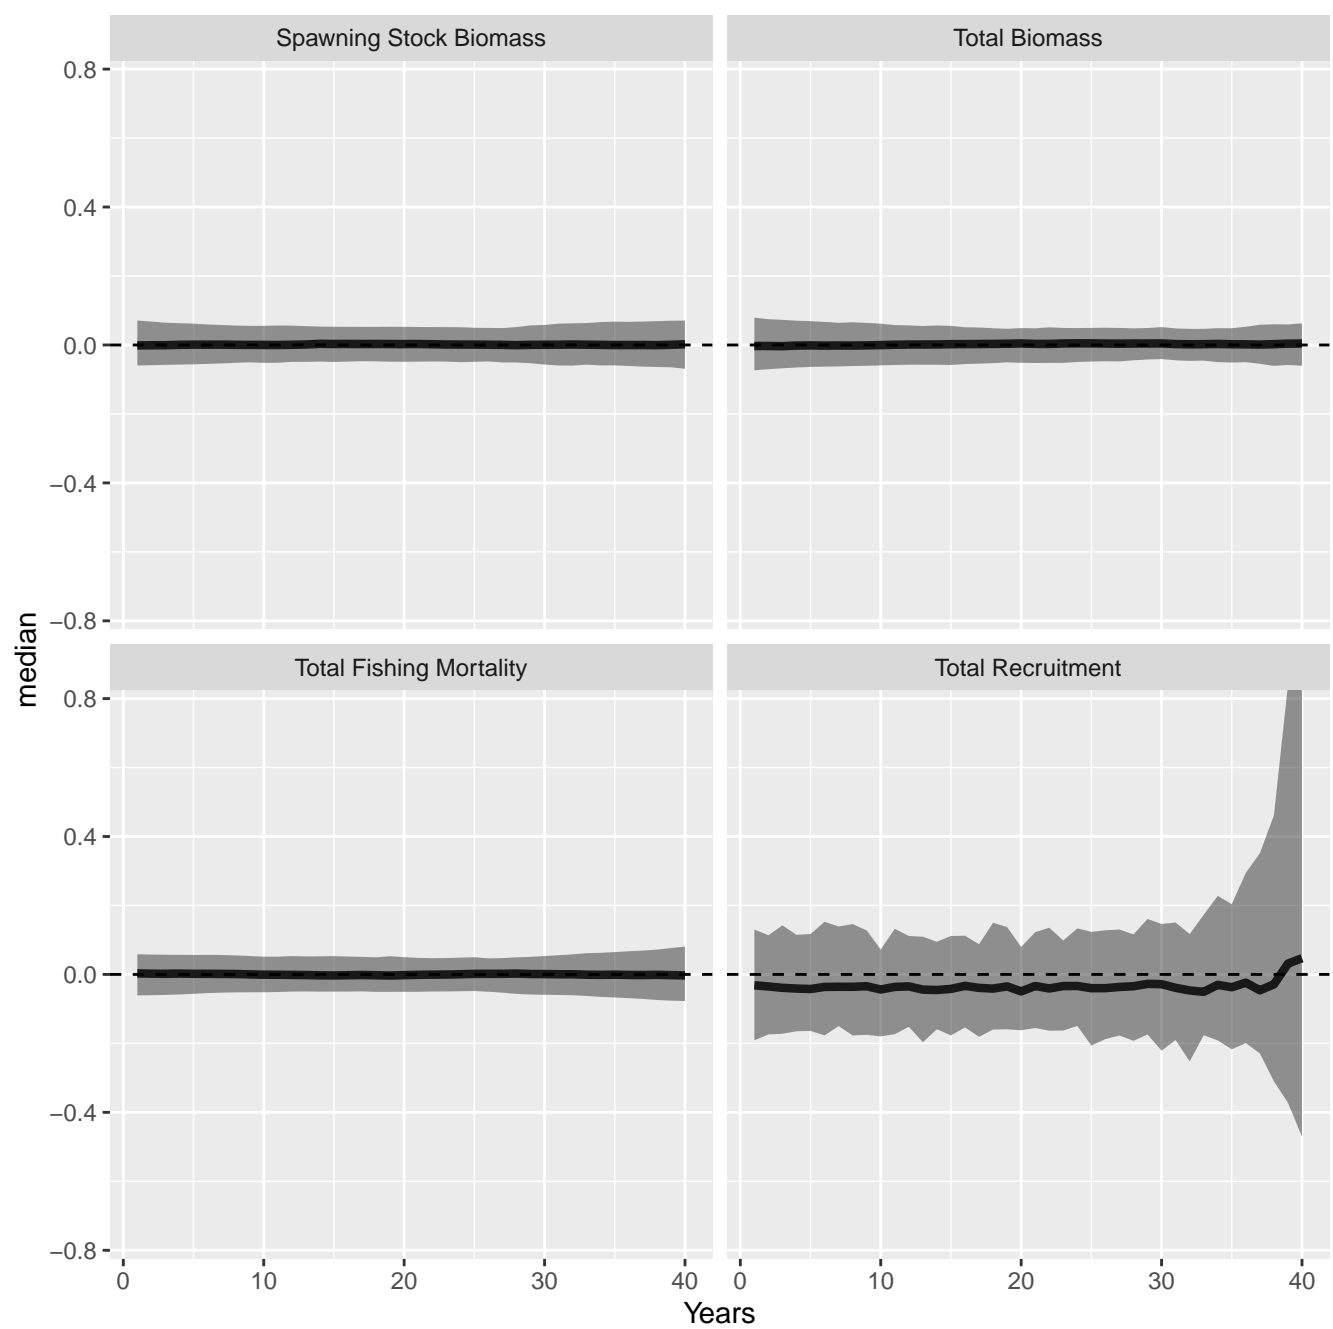 Spawning Stock Biomass
Total Biomass
0.8
0.4
0.0
−0.4
−0.8
median
Total Fishing Mortality
Total Recruitment
0.8
0.4
0.0
−0.4
−0.8
0 10 20 30 40
0 10 20 30 40
Years